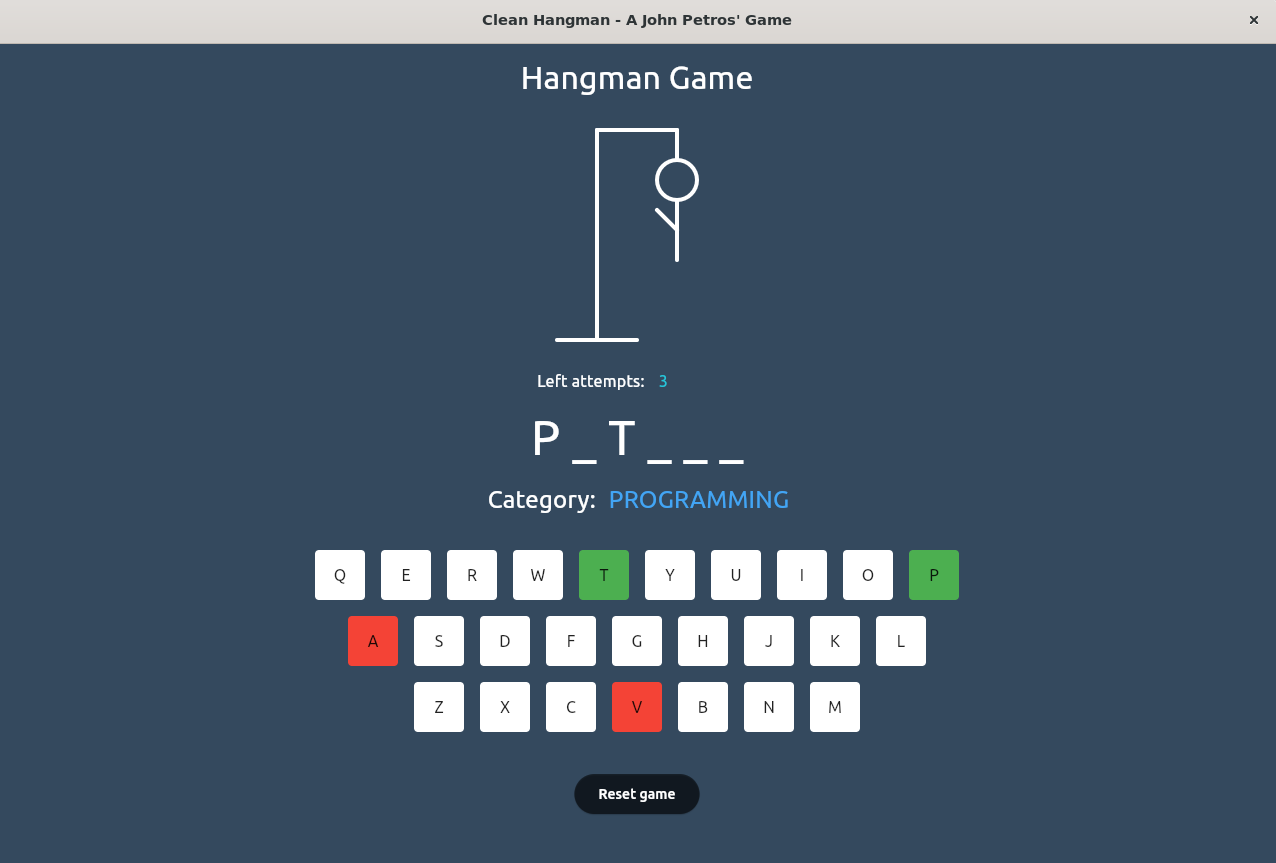 Clean Hangman - A John Petros' Game ×
Hangman Game
Left attempts: 3
P _ T _ _ _
Category: PROGRAMMING
Q E R W T Y U I O P
A S D F G H J K L
Z X C V B N M
Reset game